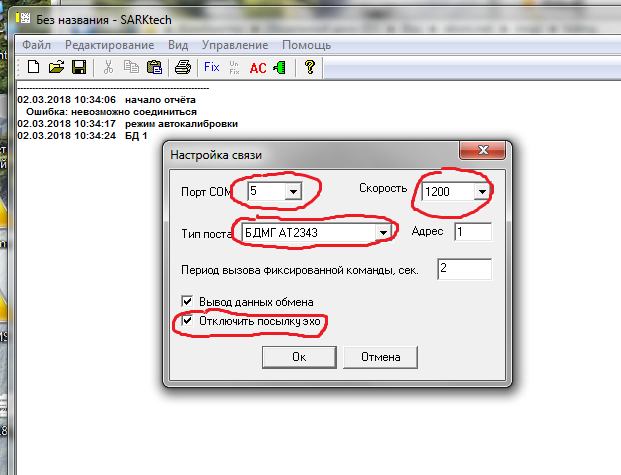 Без названия - SARKtech
Файл Редактирование Вид Управление Помощь
Fix Un Fix AC ?
02.03.2018 10:34:06 начало отчёта
Ошибка: невозможно соединиться
02.03.2018 10:34:17 режим автокалибровки
02.03.2018 10:34:24 БД 1
Настройка связи
Порт COM 5 Скорость 1200
Тип поста БДМГ АТ2343 Адрес 1
Период вызова фиксированной команды, сек. 2
Вывод данных обмена
Отключить посылку эхо
Ок Отмена